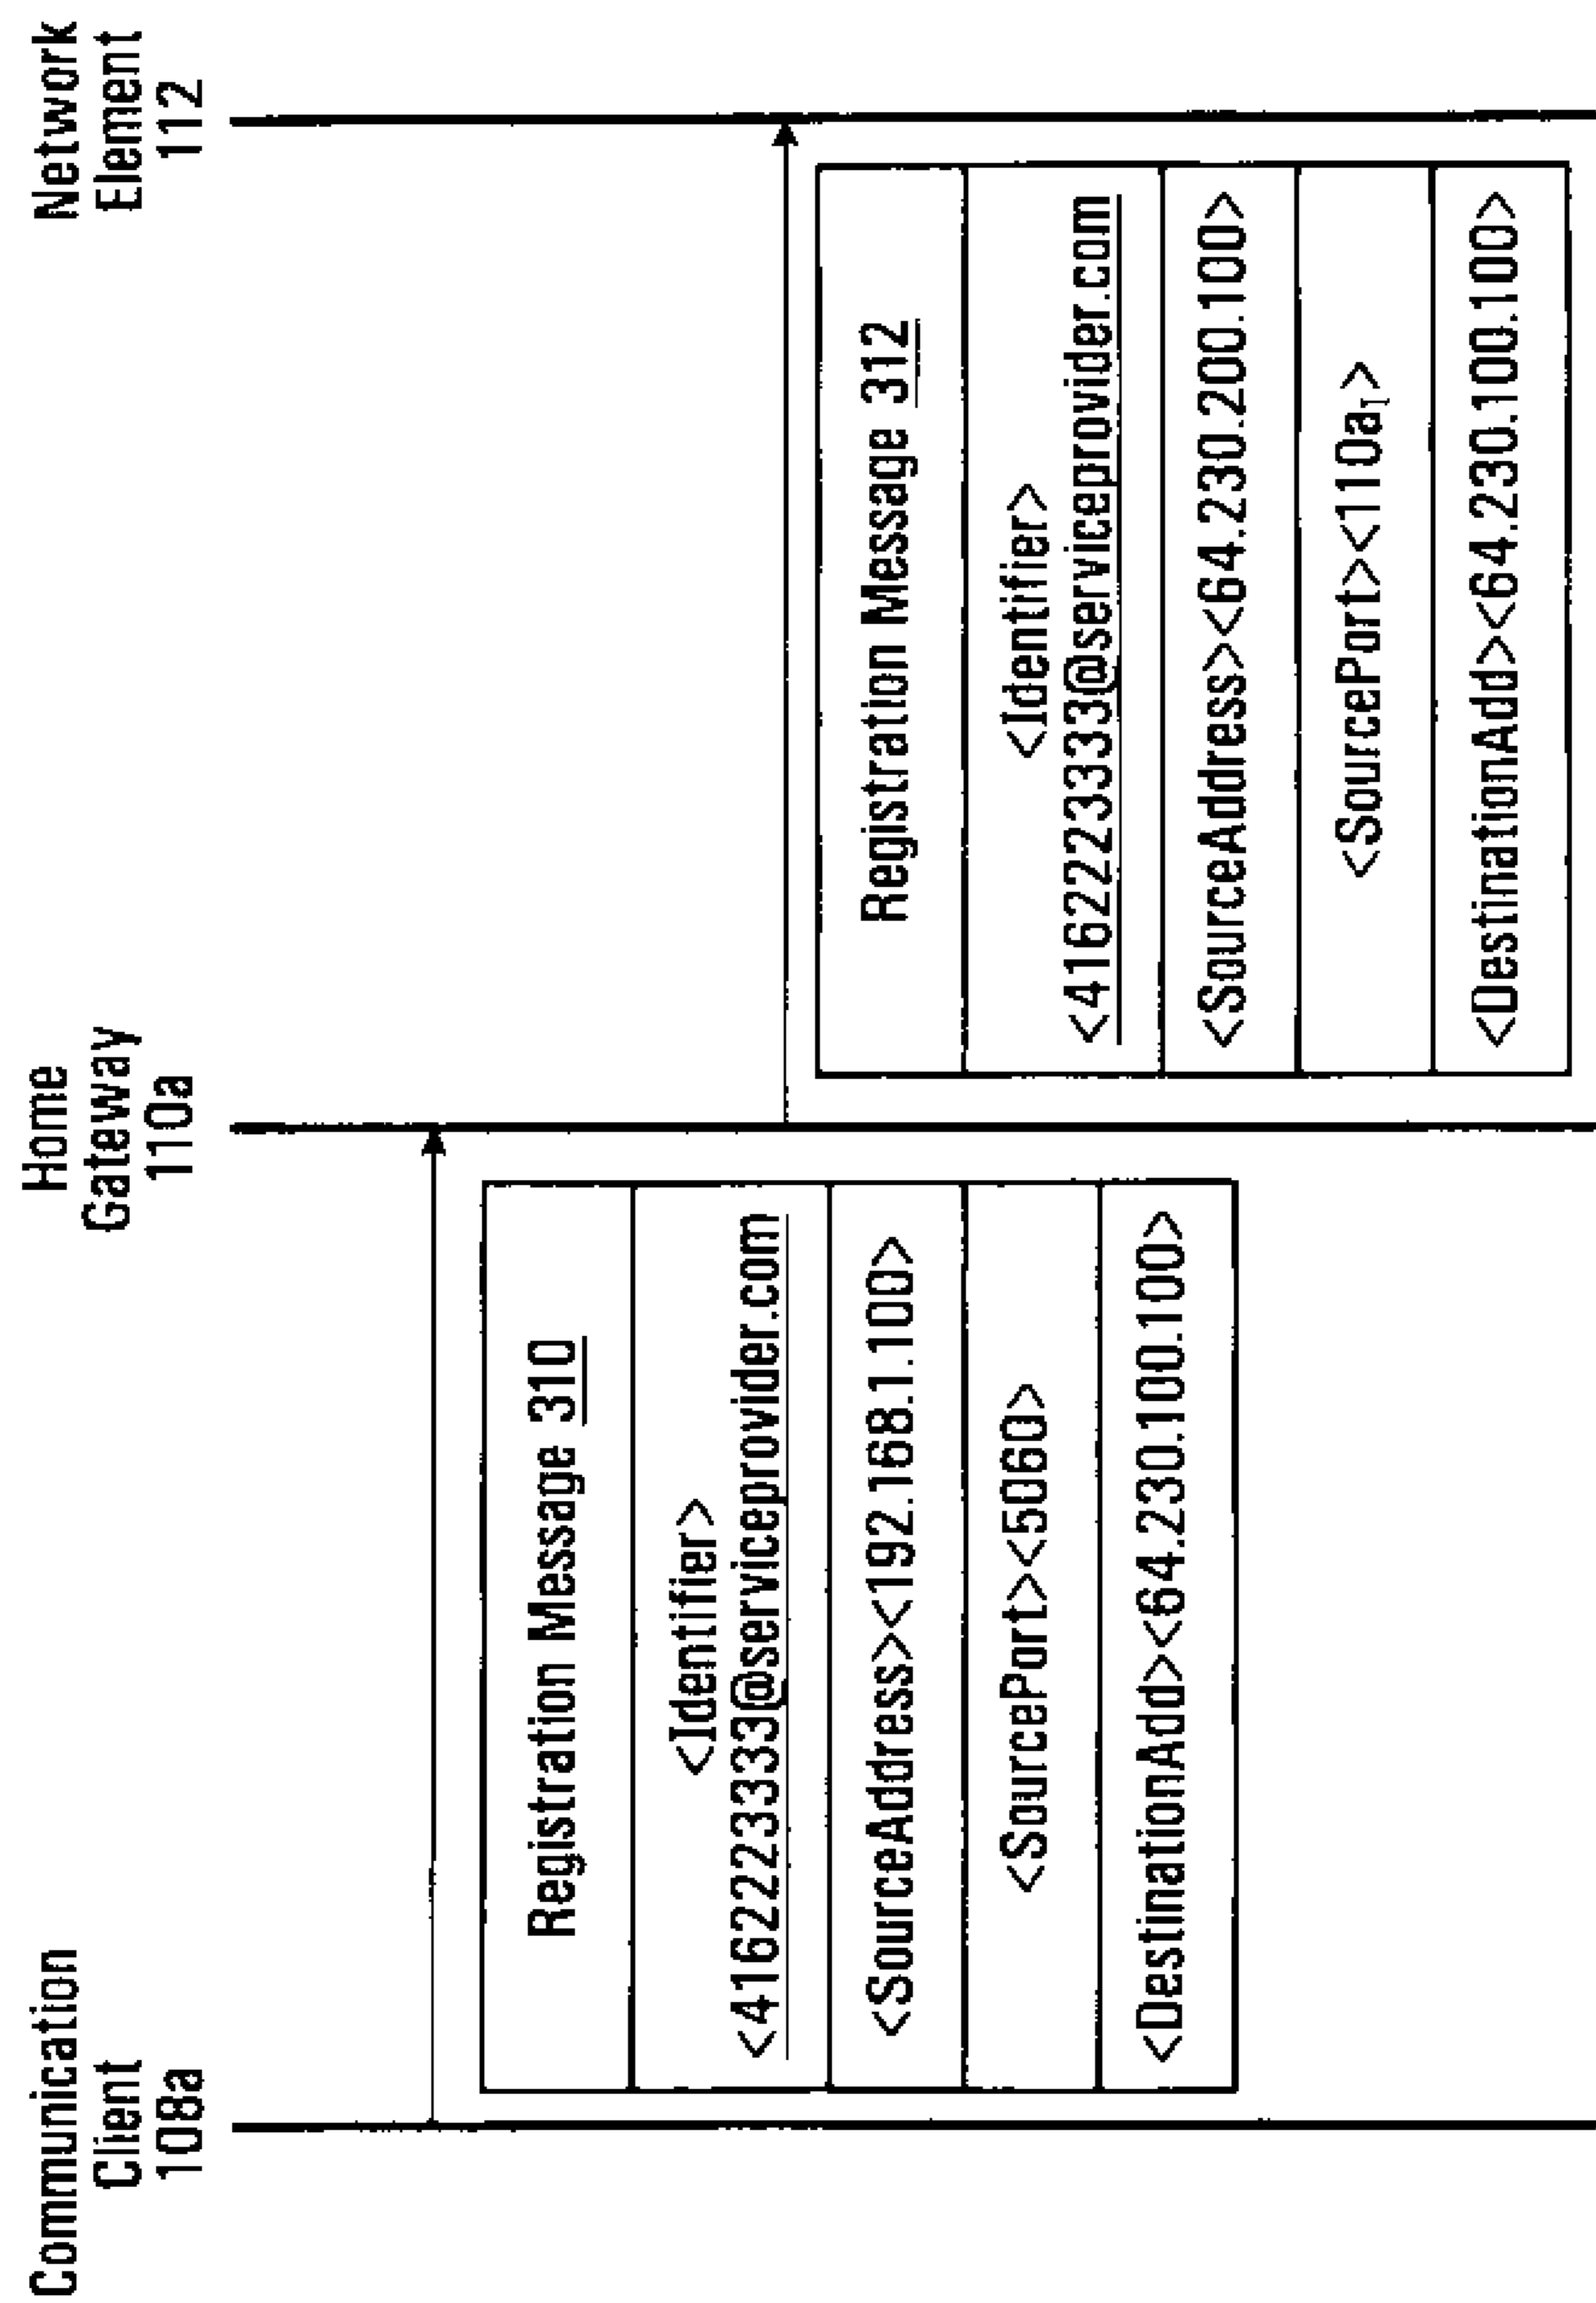 Communication
Client
108a
Home
Gateway
110a
Network
Element
112
Registration Message 310
<Identifier>
<4162223333@serviceprovider.com
<SourceAddress><192.168.1.100>
<SourcePort><5060>
<DestinationAdd><64.230.100.100>
Registration Message 312
<Identifier>
<4162223333@serviceprovider.com
<SourceAddress><64.230.200.100>
<SourcePort><110a₁>
<DestinationAdd><64.230.100.100>